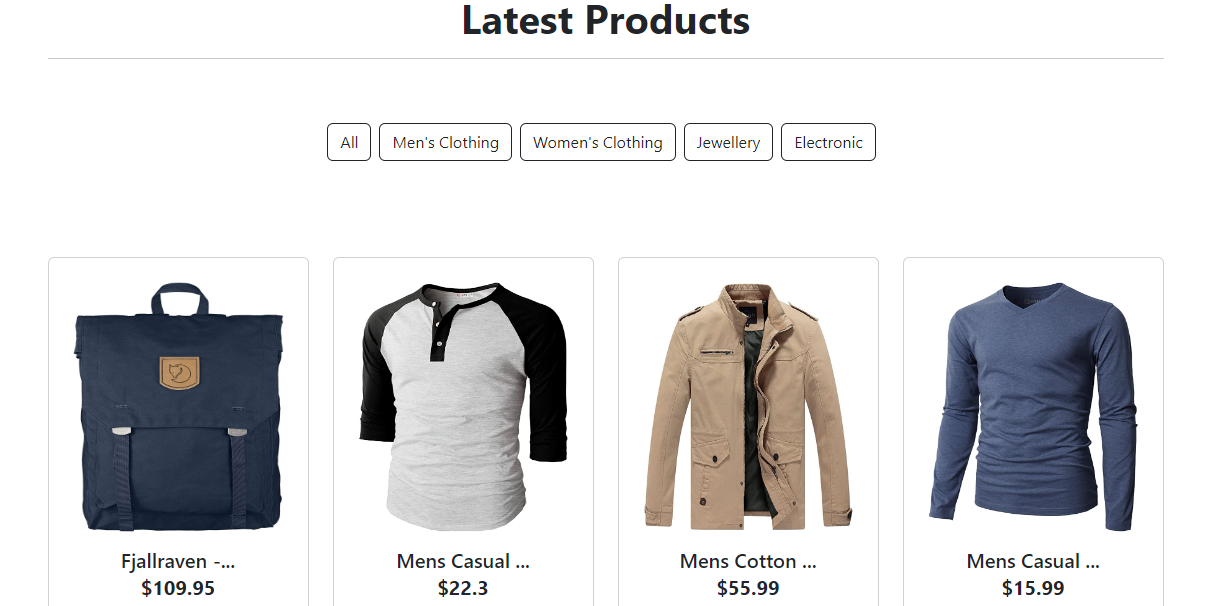 Latest Products
All
Men's Clothing
Women's Clothing
Jewellery
Electronic
Fjallraven -...
$109.95
Mens Casual ...
$22.3
Mens Cotton ...
$55.99
Mens Casual ...
$15.99